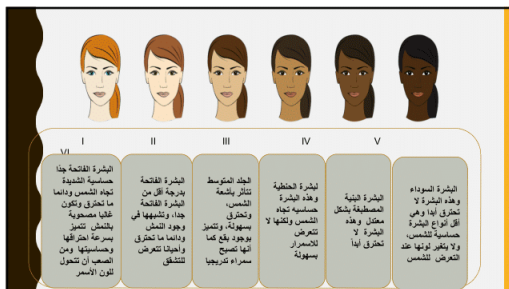 I II III IV V
VI
البشرة الفاتحة جدًا
حساسية الشديدة
تجاه الشمس ودائما
ما تحترق وتكون
غالبا مصحوبة
بالنمش تتميز
بسرعة احتراقها
وحساسيتها ومن
الصعب أن تتحول
للون الأسمر
البشرة الفاتحة
بدرجة أقل من
البشرة الفاتحة
جدا، وتشبهها في
وجود النمش
ودائما ما تحترق
وأحيانا تتعرض
للتشقق
الجلد المتوسط
تتأثر بأشعة
الشمس،
وتحترق
بسهولة، وتتميز
بوجود بقع كما
أنها تصبح
سمراء تدريجيا
لبشرة الحنطية
وهذه البشرة
حساسيه تجاه
الشمس ولكنها لا
تتعرض
للاسمرار
بسهولة
البشرة البنية
المصطبغة بشكل
معتدل وهذه
البشرة لا
تحترق أبداً
البشرة السوداء
وهذه البشرة لا
تحترق أبدا وهي
أقل أنواع البشرة
حساسية للشمس،
ولا يتغير لونها عند
التعرض للشمس